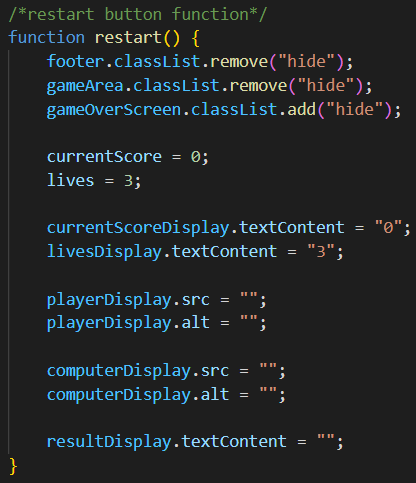 /*restart button function*/
function restart() {
footer.classList.remove("hide");
gameArea.classList.remove("hide");
gameOverScreen.classList.add("hide");
currentScore = 0;
lives = 3;
currentScoreDisplay.textContent = "0";
livesDisplay.textContent = "3";
playerDisplay.src = "";
playerDisplay.alt = "";
computerDisplay.src = "";
computerDisplay.alt = "";
resultDisplay.textContent = "";
}